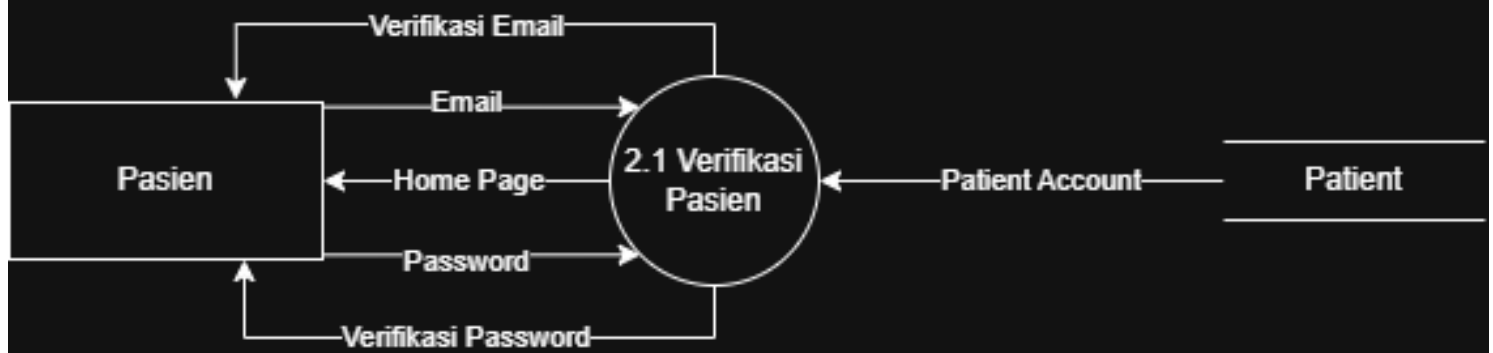 Verifikasi Email
Email
Pasien
Home Page
2.1 Verifikasi
Pasien
Patient Account
Patient
Password
Verifikasi Password